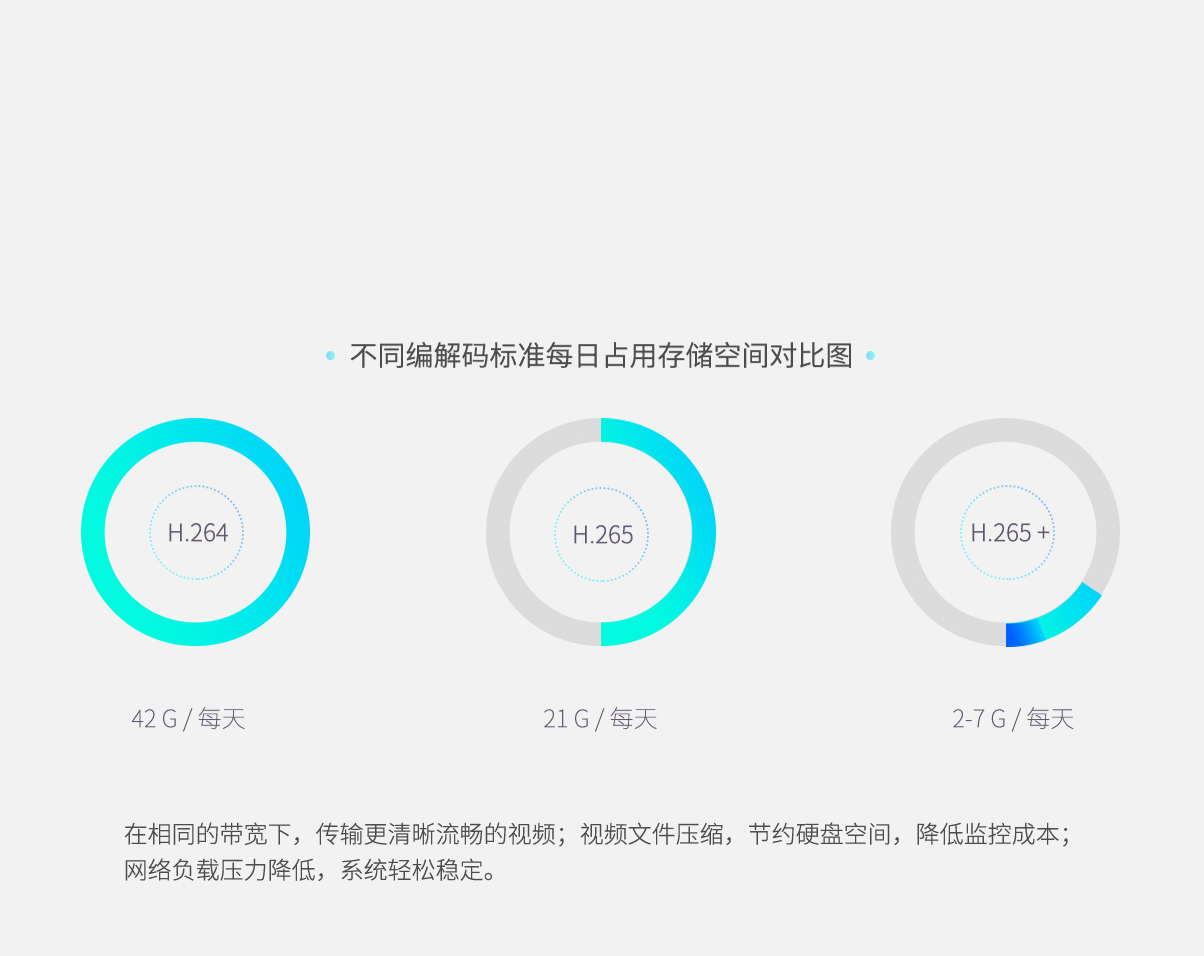 不同编解码标准每日占用存储空间对比图
H.264
H.265
H.265 +
42 G / 每天
21 G / 每天
2-7 G / 每天
在相同的带宽下，传输更清晰流畅的视频；视频文件压缩，节约硬盘空间，降低监控成本；
网络负载压力降低，系统轻松稳定。